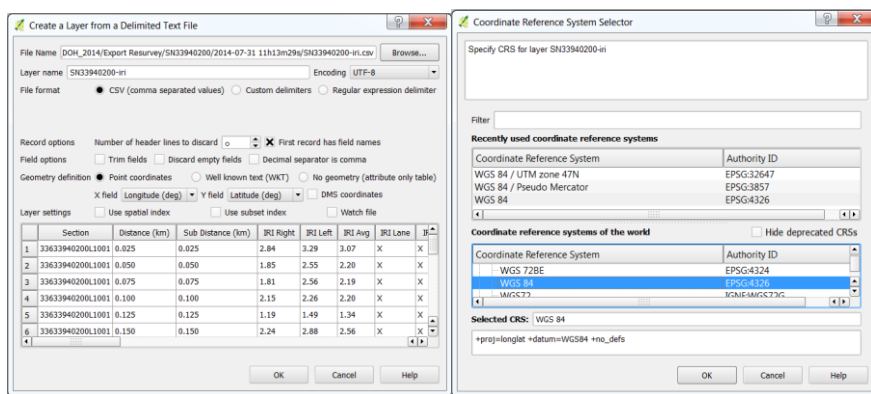 Create a Layer from a Delimited Text File
File Name DOH_2014/Export Resurvey/SN33940200/2014-07-31 11h13m29s/SN33940200-iri.csv Browse...
Layer name SN33940200-iri Encoding UTF-8
File format CSV (comma separated values) Custom delimiters Regular expression delimiter
Record options Number of header lines to discard 0 First record has field names
Field options Trim fields Discard empty fields Decimal separator is comma
Geometry definition Point coordinates Well known text (WKT) No geometry (attribute only table)
X field Longitude (deg) Y field Latitude (deg) DMS coordinates
Layer settings Use spatial index Use subset index Watch file
Section Distance (km) Sub Distance (km) IRI Right IRI Left IRI Avg IRI Lane
1 33633940200L1001 0.025 0.025 2.84 3.29 3.07 X X
2 33633940200L1001 0.050 0.050 1.85 2.55 2.20 X X
3 33633940200L1001 0.075 0.075 1.81 2.56 2.19 X X
4 33633940200L1001 0.100 0.100 2.15 2.26 2.20 X X
5 33633940200L1001 0.125 0.125 1.19 1.49 1.34 X X
6 33633940200L1001 0.150 0.150 2.24 2.88 2.56 X X
OK Cancel Help
Coordinate Reference System Selector
Specify CRS for layer SN33940200-iri
Filter
Recently used coordinate reference systems
Coordinate Reference System Authority ID
WGS 84 / UTM zone 47N EPSG:32647
WGS 84 / Pseudo Mercator EPSG:3857
WGS 84 EPSG:4326
Coordinate reference systems of the world Hide deprecated CRSs
Coordinate Reference System Authority ID
WGS 72BE EPSG:4324
WGS 84 EPSG:4326
WGS72 IGNF:WGS72G
Selected CRS: WGS 84
+proj=longlat +datum=WGS84 +no_defs
OK Cancel Help